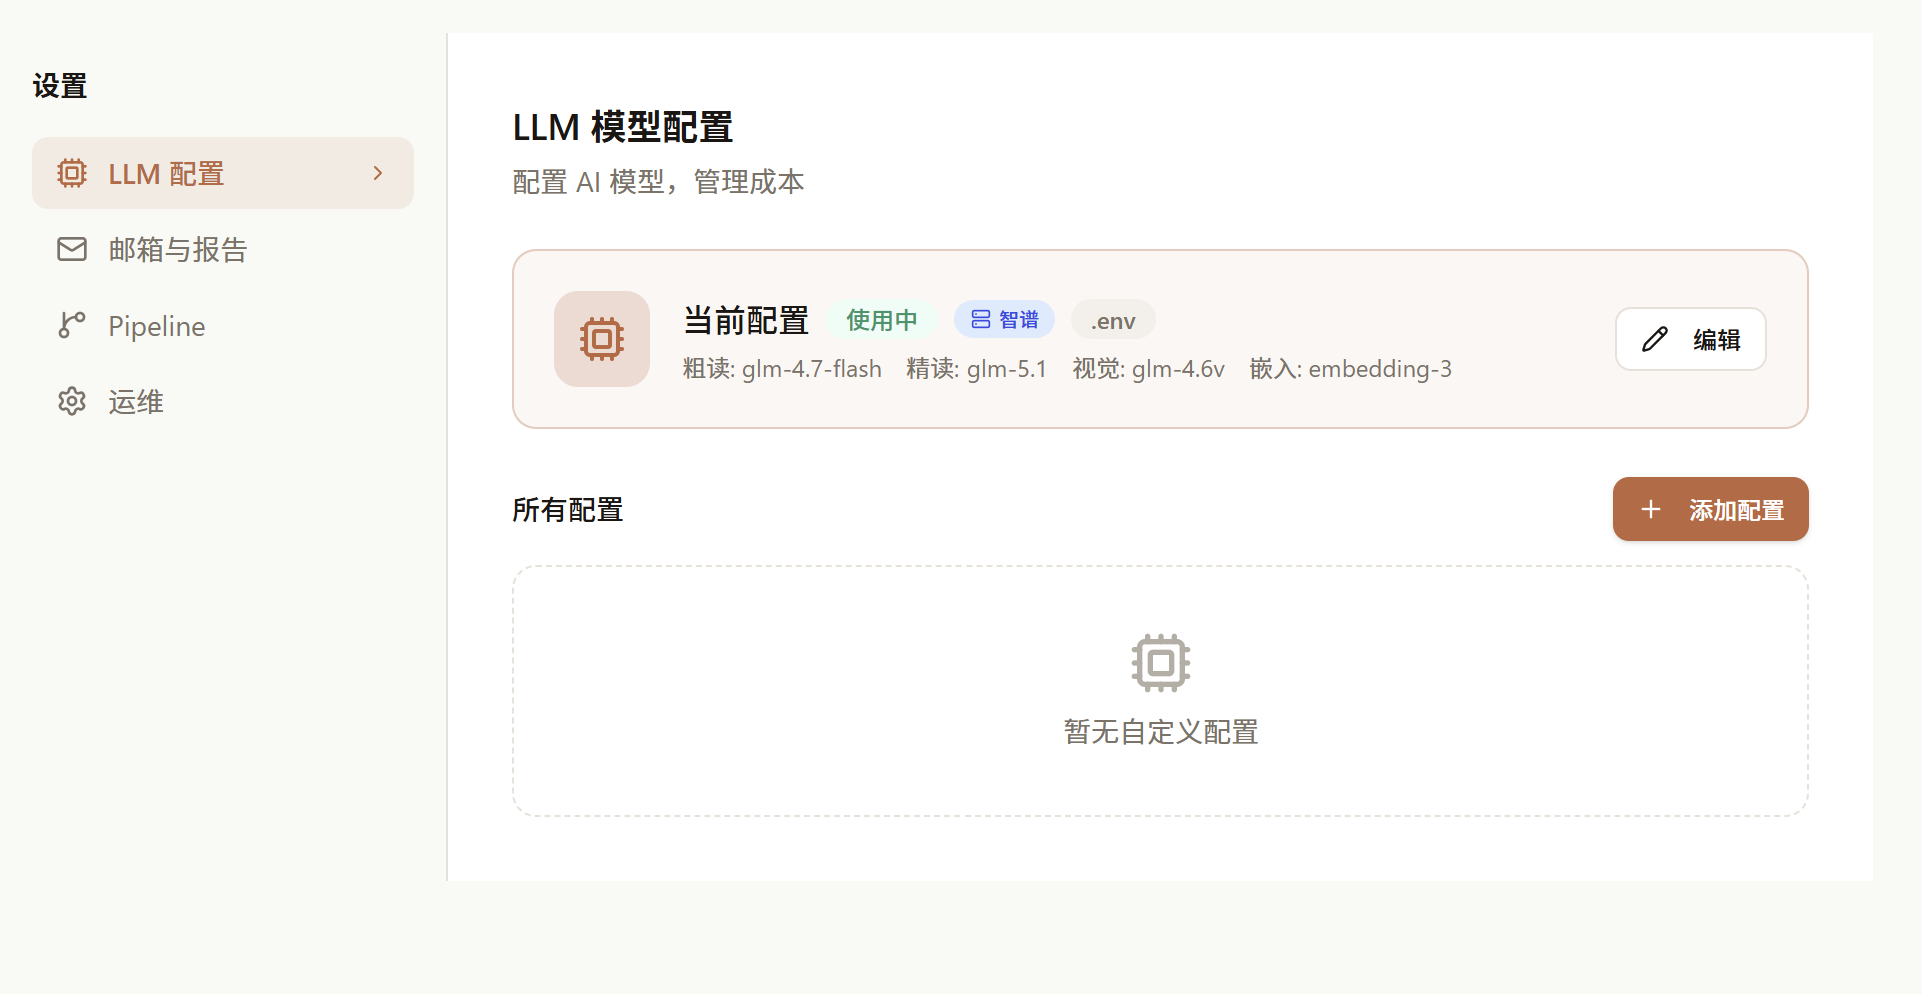 设置
LLM 配置
邮箱与报告
Pipeline
运维
LLM 模型配置
配置 AI 模型，管理成本
当前配置 使用中 智谱 .env
粗读: glm-4.7-flash 精读: glm-5.1 视觉: glm-4.6v 嵌入: embedding-3
编辑
所有配置
添加配置
暂无自定义配置